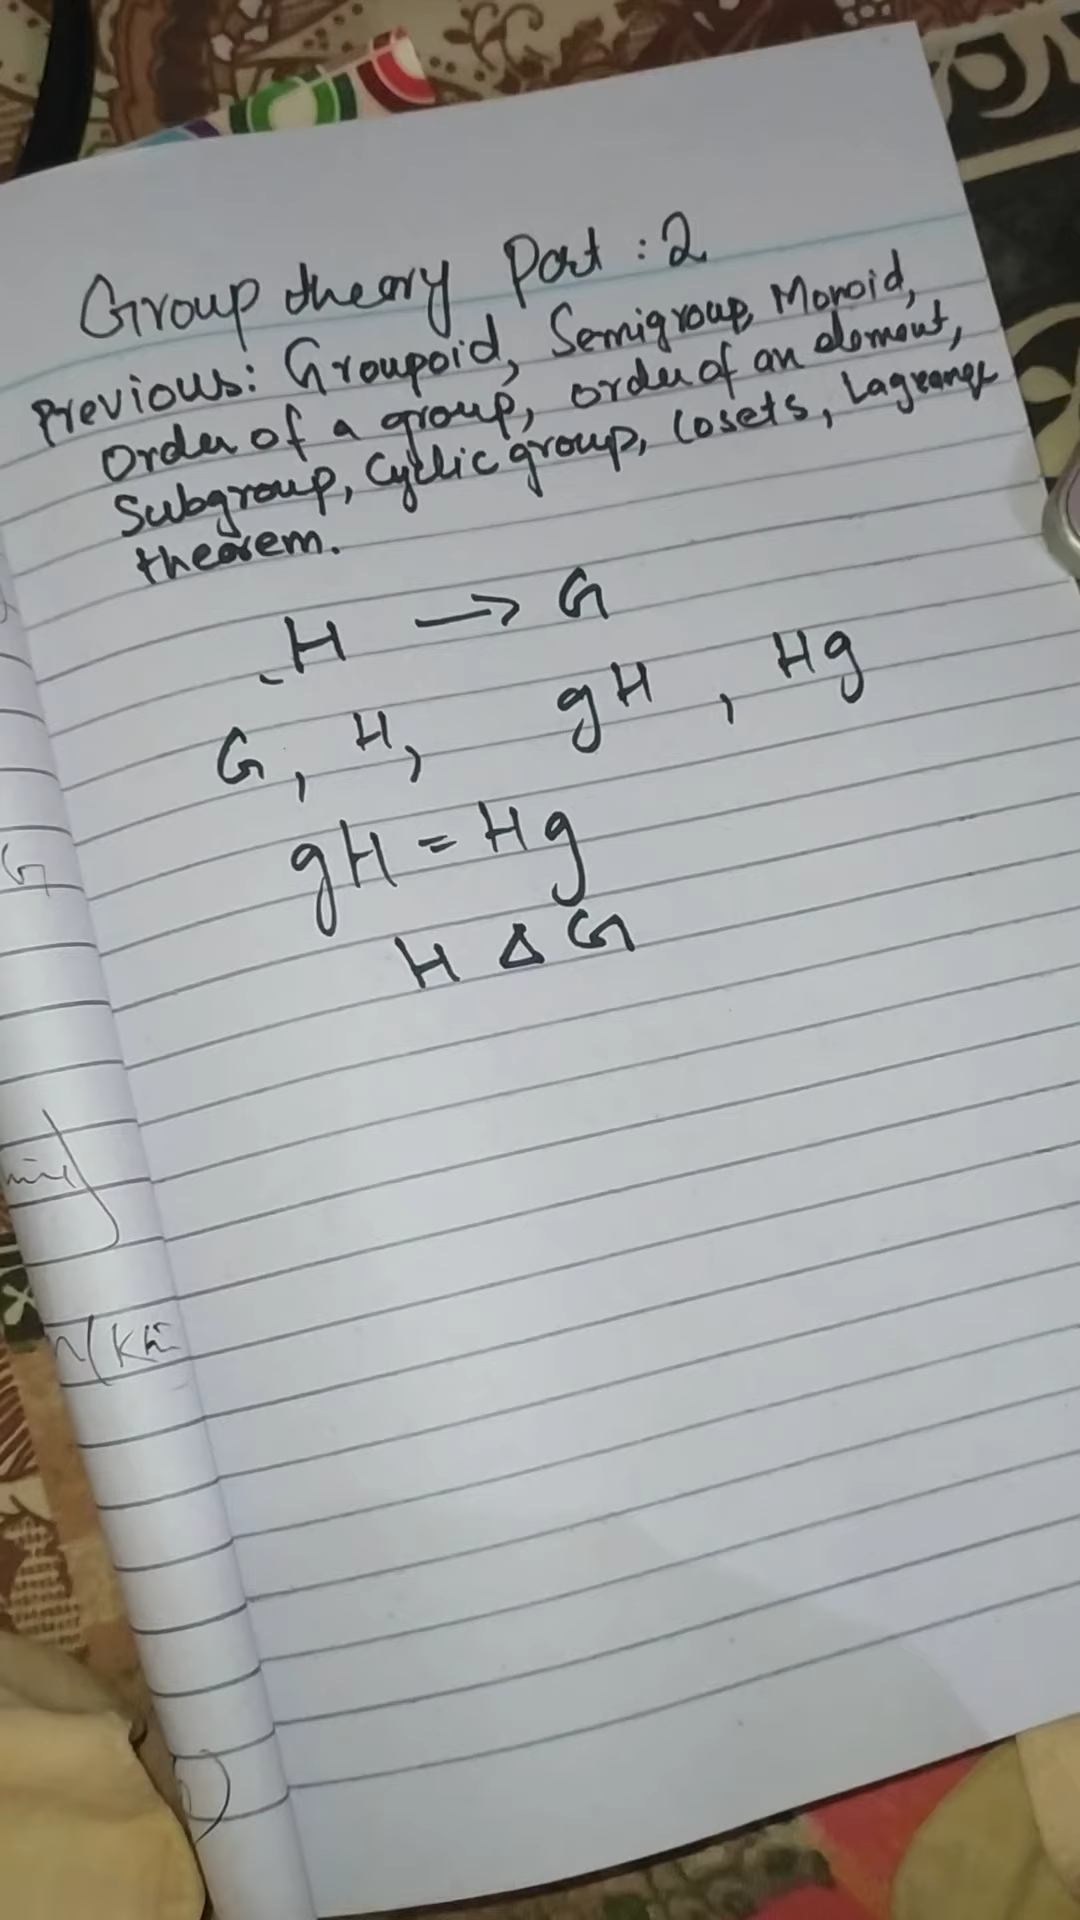 Group theory Part : 2
Previous: Groupoid, Semigroup, Monoid,
Order of a group, order of an element,
Subgroup, Cyclic group, Cosets, Lagrange
theorem.
H → G
G, H, gH , Hg
gH = Hg
H Δ G
G